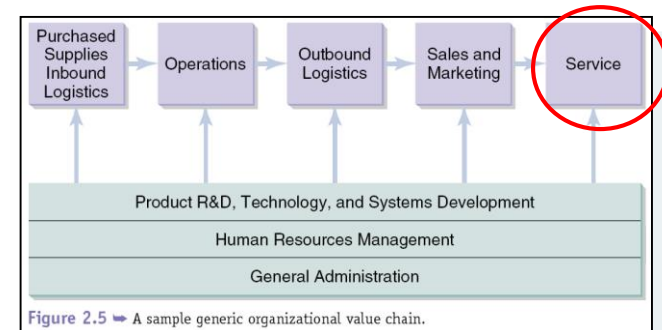 Purchased
Supplies
Inbound
Logistics
Operations
Outbound
Logistics
Sales and
Marketing
Service
Product R&D, Technology, and Systems Development
Human Resources Management
General Administration
Figure 2.5 ➥ A sample generic organizational value chain.